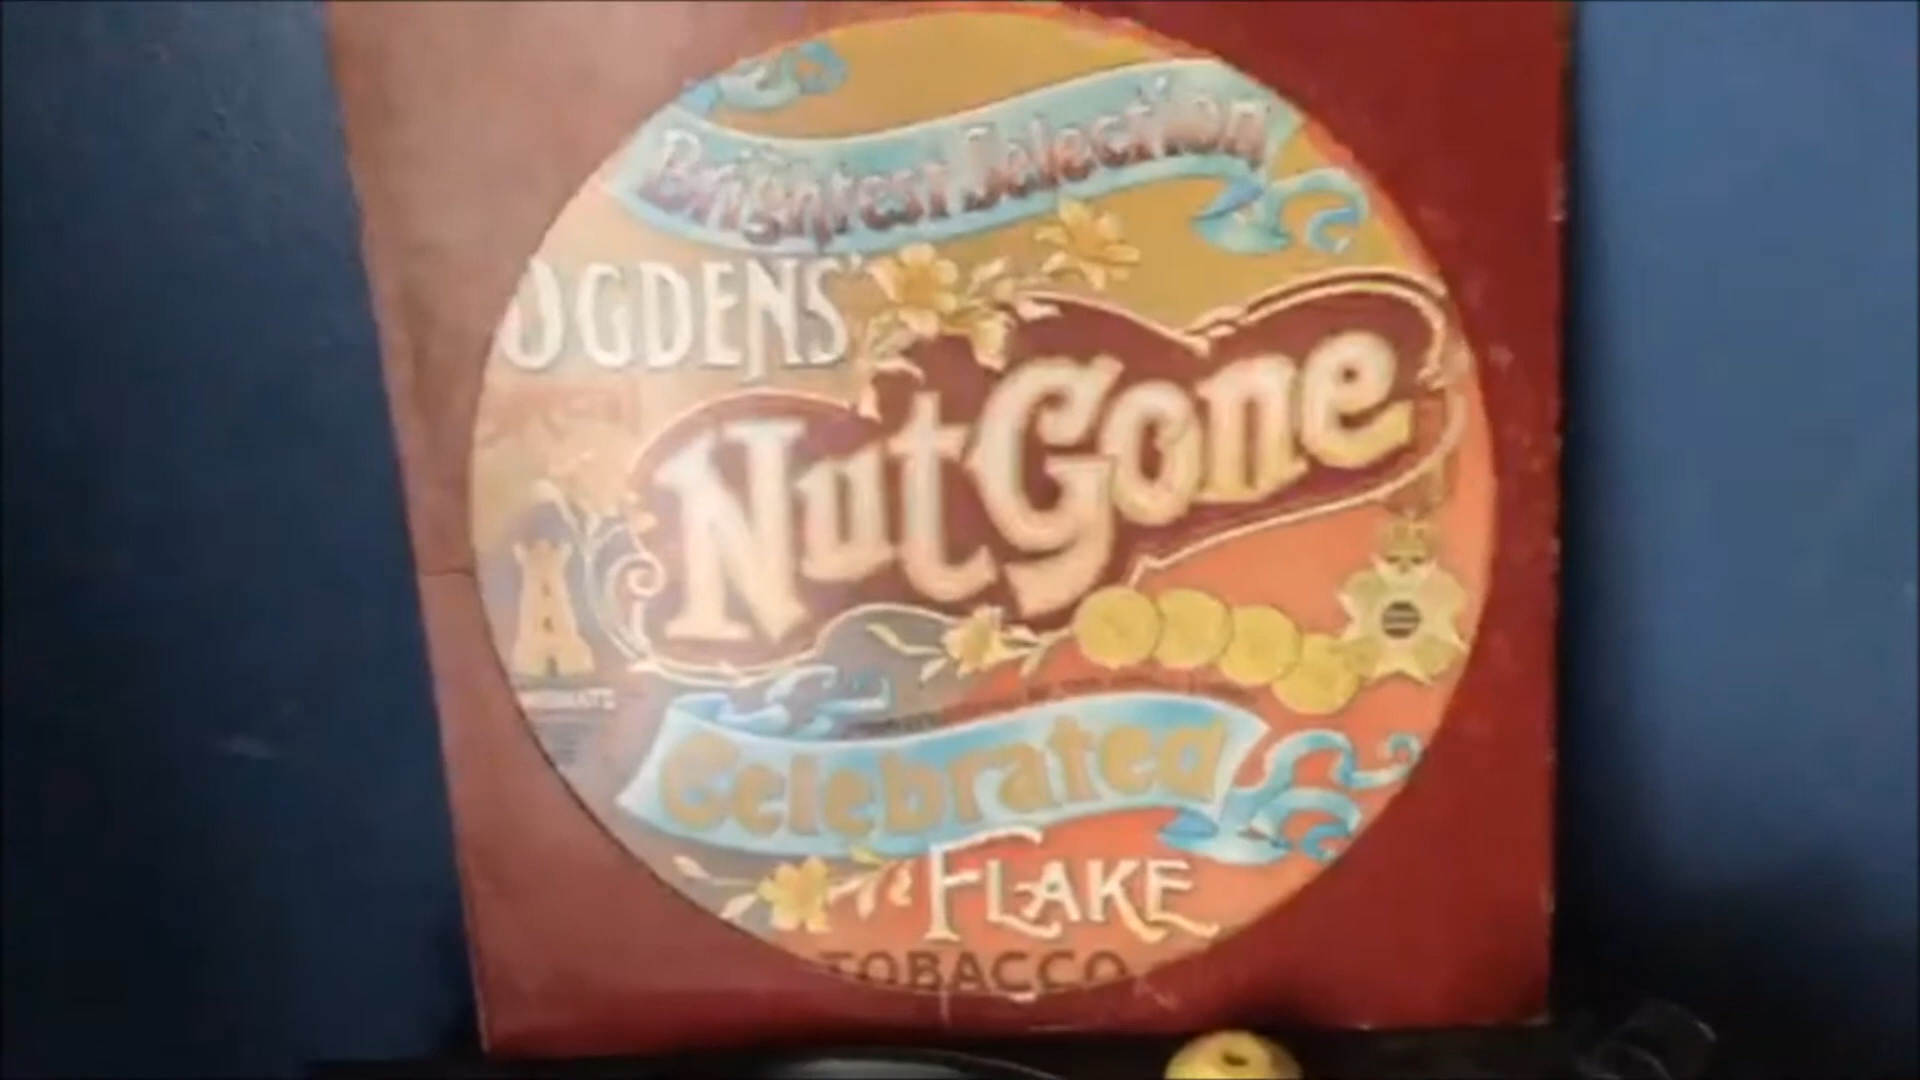 Brightest Selection
OGDENS'
Nut Gone
Celebrated
FLAKE
TOBACCO